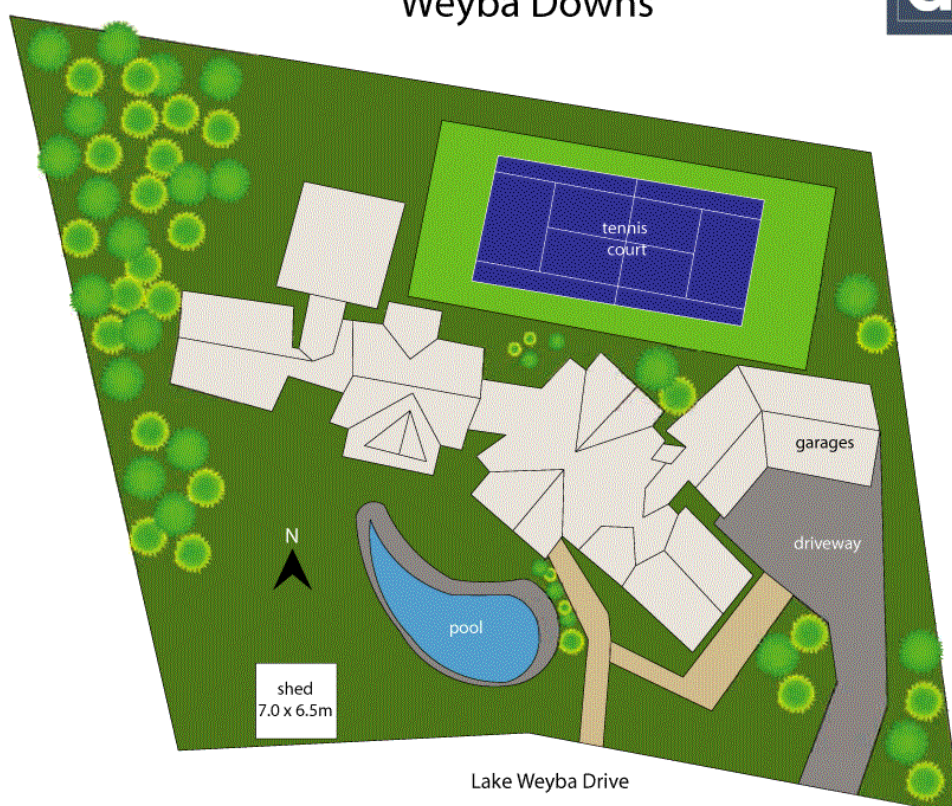 Weyba Downs
tennis
court
garages
driveway
N
pool
shed
7.0 x 6.5m
Lake Weyba Drive